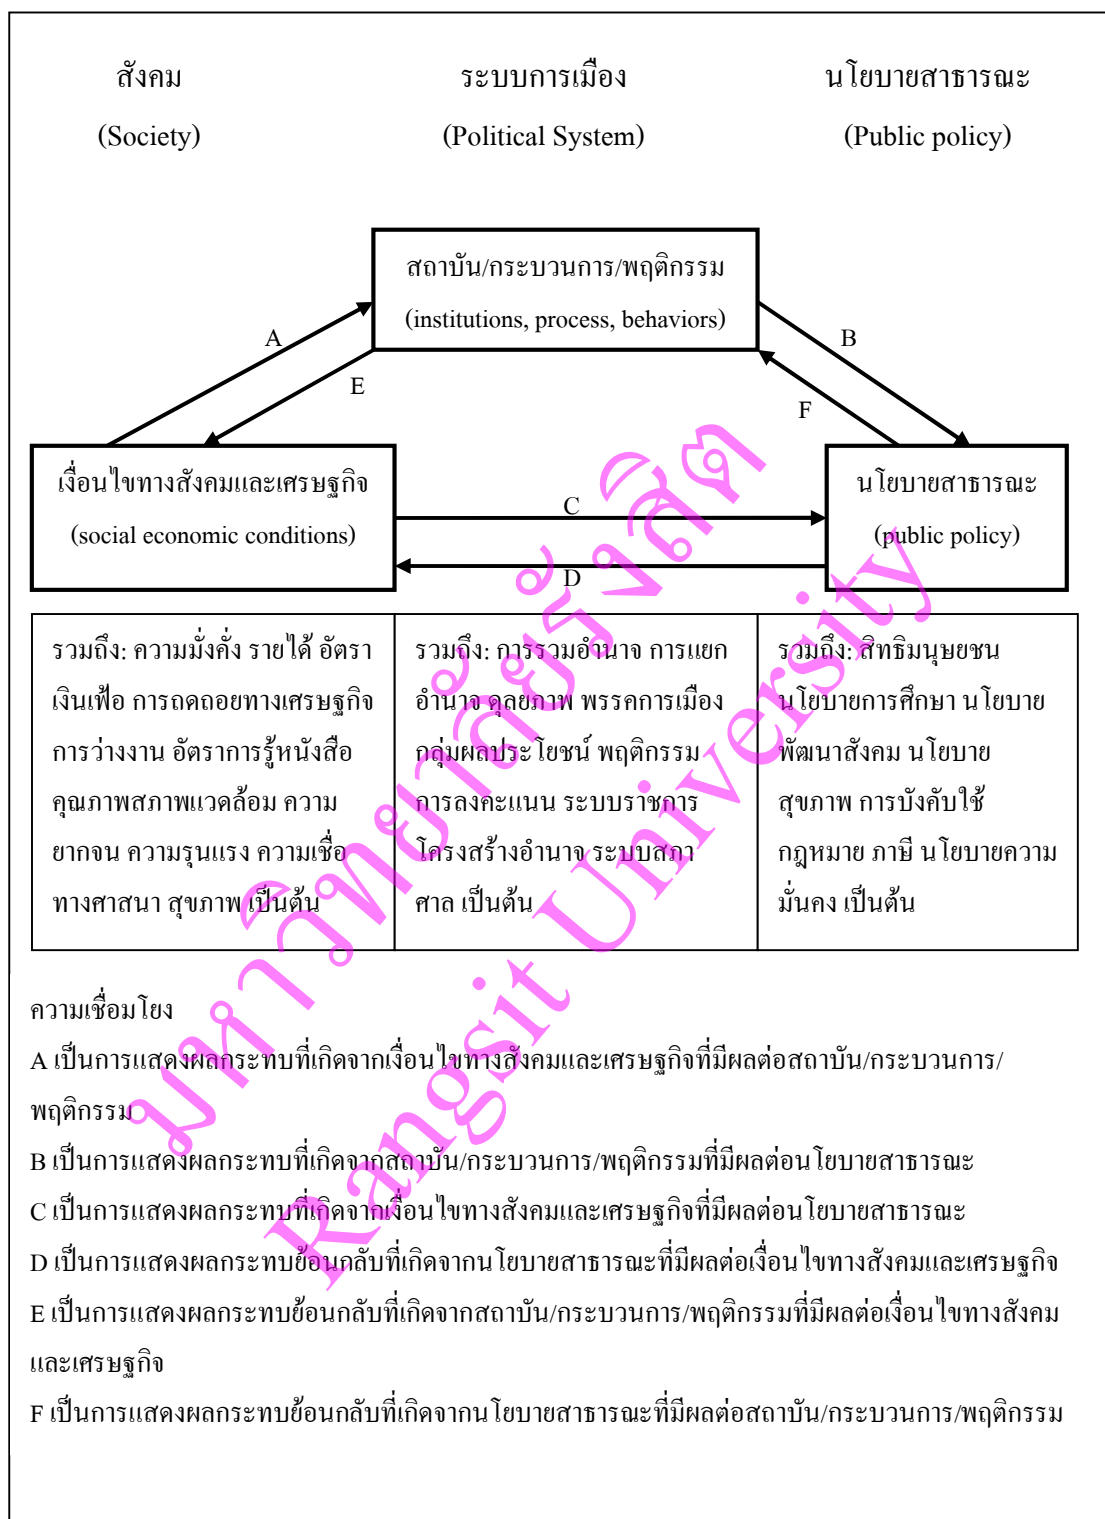 สังคม
ระบบการเมือง
นโยบายสาธารณะ
(Society)
(Political System)
(Public policy)
สถาบัน/กระบวนการ/พฤติกรรม
(institutions, process, behaviors)
A
B
E
F
เงื่อนไขทางสังคมและเศรษฐกิจ
(social economic conditions)
C
D
นโยบายสาธารณะ
(public policy)
รวมถึง: ความมั่งคั่ง รายได้ อัตรา
เงินเฟ้อ การถดถอยทางเศรษฐกิจ
การว่างงาน อัตราการรู้หนังสือ
คุณภาพสภาพแวดล้อม ความ
ยากจน ความรุนแรง ความเชื่อ
ทางศาสนา สุขภาพ เป็นต้น
รวมถึง: การรวมอำนาจ การแยก
อำนาจ ดุลยภาพ พรรคการเมือง
กลุ่มผลประโยชน์ พฤติกรรม
การลงคะแนน ระบบราชการ
โครงสร้างอำนาจ ระบบสภา
ศาล เป็นต้น
รวมถึง: สิทธิมนุษยชน
นโยบายการศึกษา นโยบาย
พัฒนาสังคม นโยบาย
สุขภาพ การบังคับใช้
กฎหมาย ภาษี นโยบายความ
มั่นคง เป็นต้น
ความเชื่อมโยง
A เป็นการแสดงผลกระทบที่เกิดจากเงื่อนไขทางสังคมและเศรษฐกิจที่มีผลต่อสถาบัน/กระบวนการ/
พฤติกรรม
B เป็นการแสดงผลกระทบที่เกิดจากสถาบัน/กระบวนการ/พฤติกรรมที่มีผลต่อนโยบายสาธารณะ
C เป็นการแสดงผลกระทบที่เกิดจากเงื่อนไขทางสังคมและเศรษฐกิจที่มีผลต่อนโยบายสาธารณะ
D เป็นการแสดงผลกระทบย้อนกลับที่เกิดจากนโยบายสาธารณะที่มีผลต่อเงื่อนไขทางสังคมและเศรษฐกิจ
E เป็นการแสดงผลกระทบย้อนกลับที่เกิดจากสถาบัน/กระบวนการ/พฤติกรรมที่มีผลต่อเงื่อนไขทางสังคม
และเศรษฐกิจ
F เป็นการแสดงผลกระทบย้อนกลับที่เกิดจากนโยบายสาธารณะที่มีผลต่อสถาบัน/กระบวนการ/พฤติกรรม
มหาวิทยาลัยรังสิต
Rangsit University